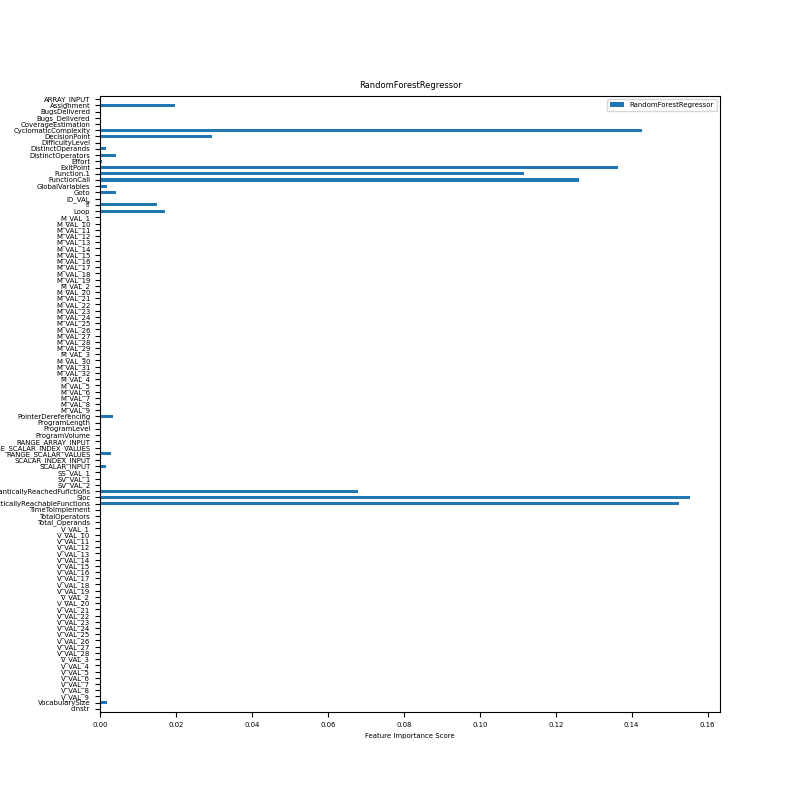 RandomForestRegressor
RandomForestRegressor
ARRAY_INPUT
Assignment
BugsDelivered
Bugs_Delivered
CoverageEstimation
CyclomaticComplexity
DecisionPoint
DifficultyLevel
DistinctOperands
DistinctOperators
Effort
ExitPoint
Function.1
FunctionCall
GlobalVariables
Goto
ID_VAL
If
Loop
M_VAL_1
M_VAL_10
M_VAL_11
M_VAL_12
M_VAL_13
M_VAL_14
M_VAL_15
M_VAL_16
M_VAL_17
M_VAL_18
M_VAL_19
M_VAL_2
M_VAL_20
M_VAL_21
M_VAL_22
M_VAL_23
M_VAL_24
M_VAL_25
M_VAL_26
M_VAL_27
M_VAL_28
M_VAL_29
M_VAL_3
M_VAL_30
M_VAL_31
M_VAL_32
M_VAL_4
M_VAL_5
M_VAL_6
M_VAL_7
M_VAL_8
M_VAL_9
PointerDereferencing
ProgramLength
ProgramLevel
ProgramVolume
RANGE_ARRAY_INPUT
E_SCALAR_INDEX_VALUES
RANGE_SCALAR_VALUES
SCALAR_INDEX_INPUT
SCALAR_INPUT
SS_VAL_1
SV_VAL_1
SV_VAL_2
anticallyReachedFunctions
Sloc
ticallyReachableFunctions
TimeToImplement
TotalOperators
Total_Operands
V_VAL_1
V_VAL_10
V_VAL_11
V_VAL_12
V_VAL_13
V_VAL_14
V_VAL_15
V_VAL_16
V_VAL_17
V_VAL_18
V_VAL_19
V_VAL_2
V_VAL_20
V_VAL_21
V_VAL_22
V_VAL_23
V_VAL_24
V_VAL_25
V_VAL_26
V_VAL_27
V_VAL_28
V_VAL_3
V_VAL_4
V_VAL_5
V_VAL_6
V_VAL_7
V_VAL_8
V_VAL_9
VocabularySize
cinstr
0.00 0.02 0.04 0.06 0.08 0.10 0.12 0.14 0.16
Feature Importance Score